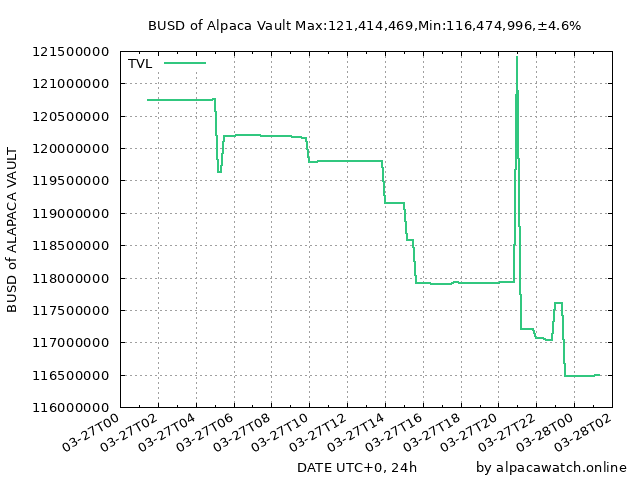 BUSD of Alpaca Vault Max:121,414,469,Min:116,474,996,±4.6%
TVL
121500000
121000000
120500000
120000000
119500000
119000000
118500000
118000000
117500000
117000000
116500000
116000000
BUSD of ALAPACA VAULT
03-27T00
03-27T02
03-27T04
03-27T06
03-27T08
03-27T10
03-27T12
03-27T14
03-27T16
03-27T18
03-27T20
03-27T22
03-28T00
03-28T02
DATE UTC+0, 24h
by alpacawatch.online